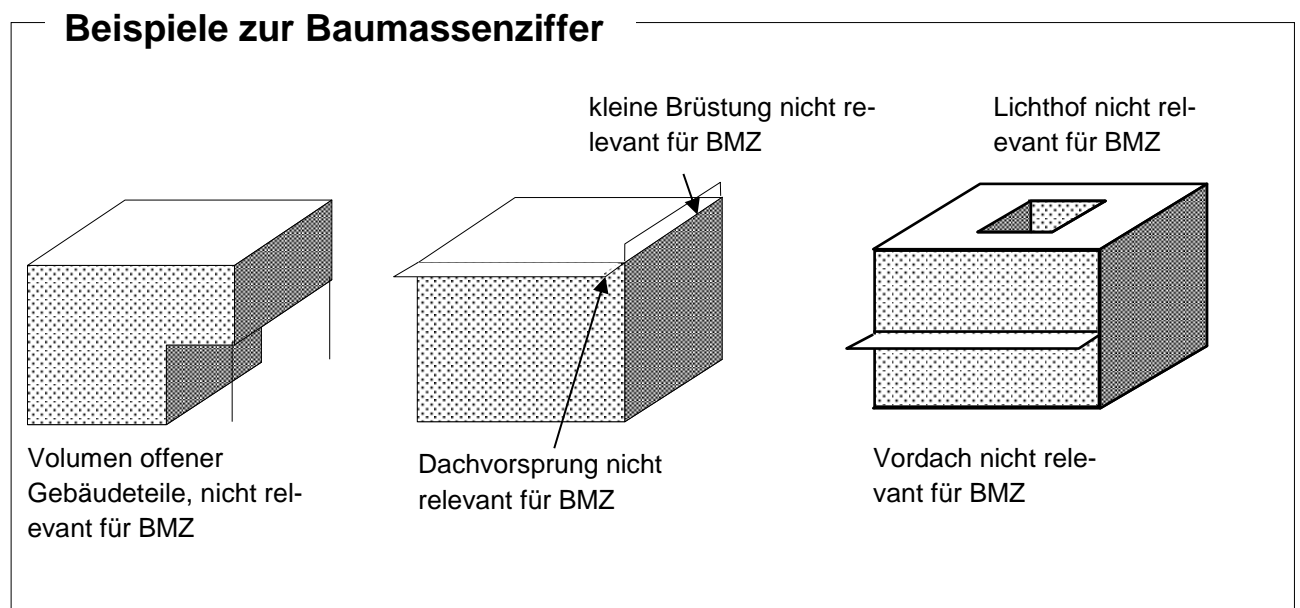 Beispiele zur Baumassenziffer
kleine Brüstung nicht re-
levant für BMZ
Lichthof nicht rel-
evant für BMZ
Volumen offener
Gebäudeteile, nicht rel-
evant für BMZ
Dachvorsprung nicht
relevant für BMZ
Vordach nicht rele-
vant für BMZ